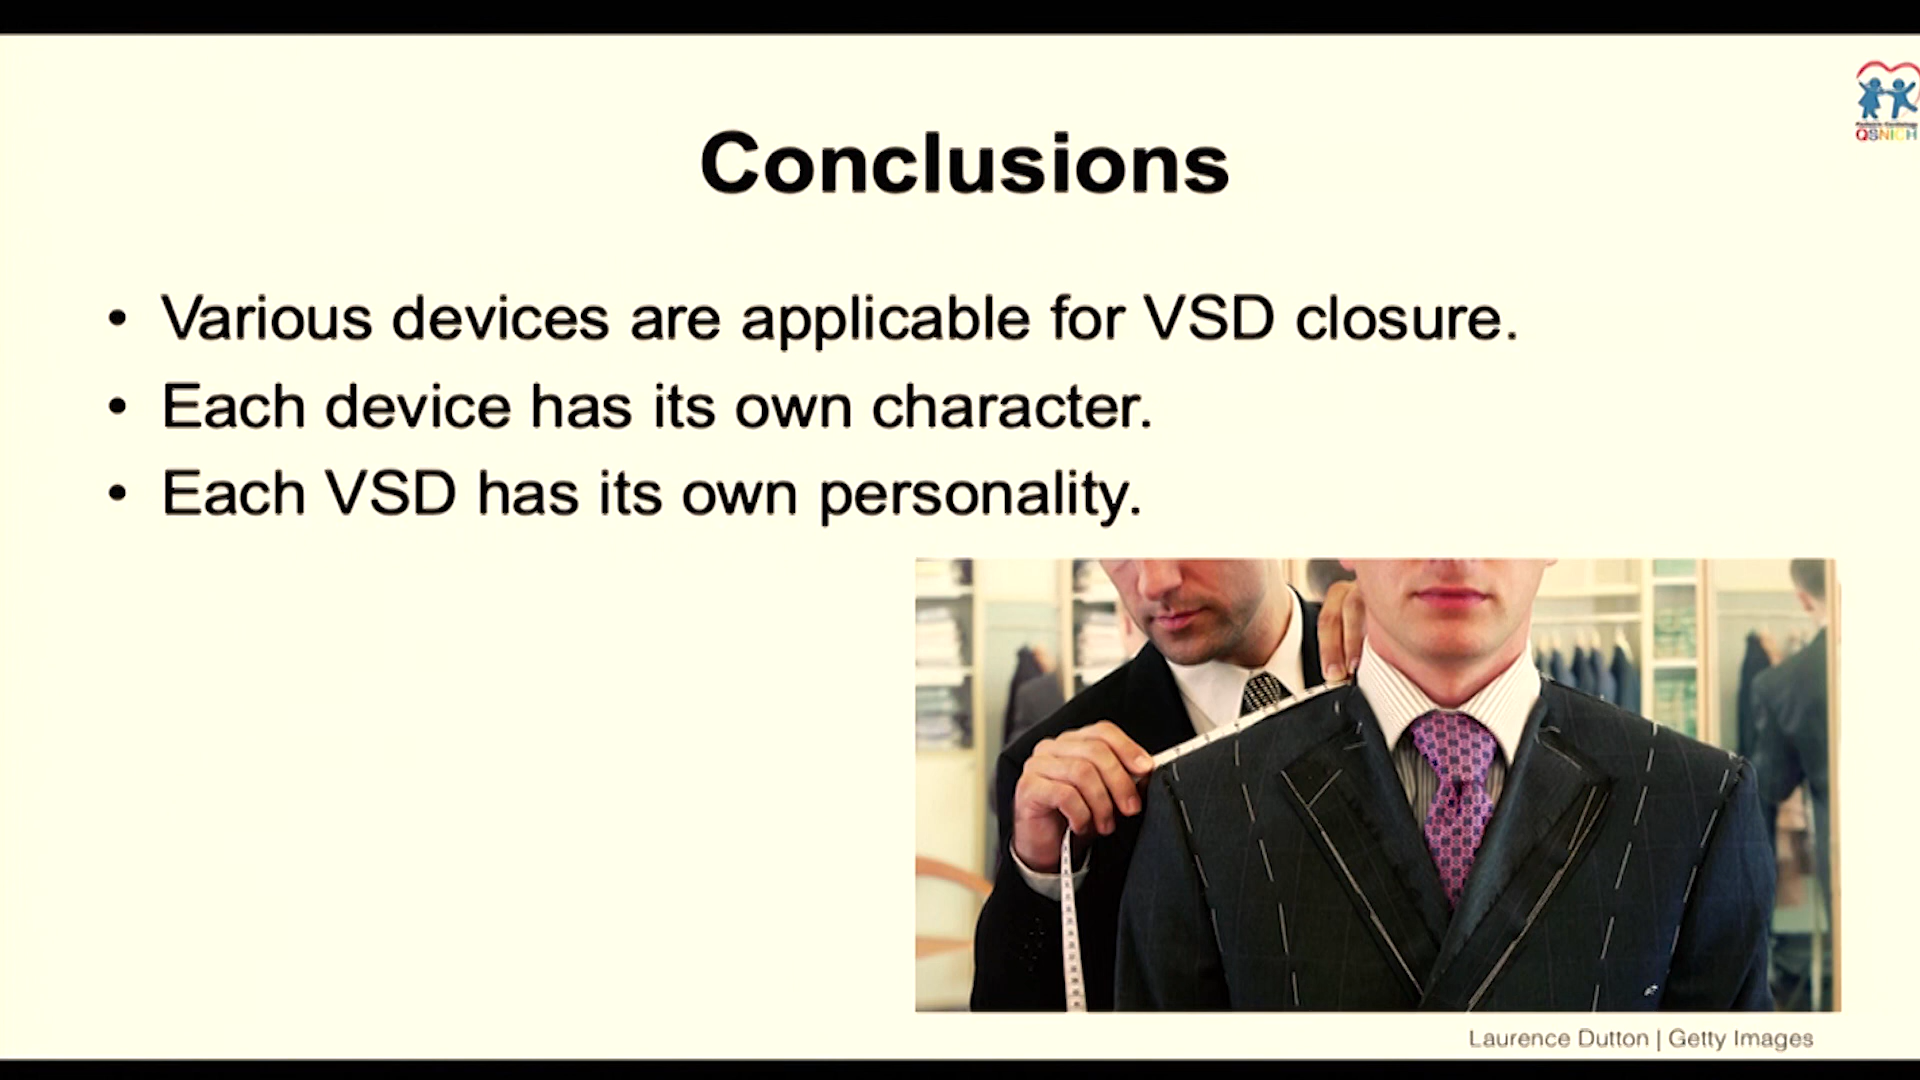 QSNICH
Conclusions
• Various devices are applicable for VSD closure.
• Each device has its own character.
• Each VSD has its own personality.
Laurence Dutton | Getty Images